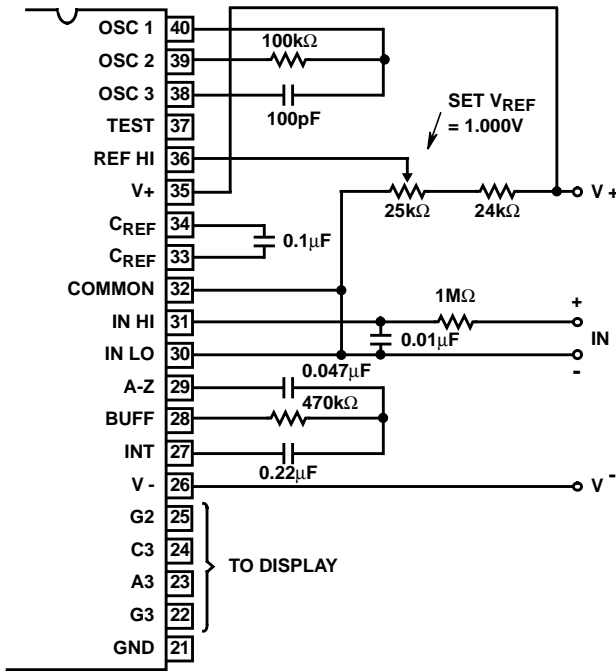 OSC 1 40
100kΩ
OSC 2 39
OSC 3 38
100pF
SET VREF
= 1.000V
TEST 37
REF HI 36
V+ 35
V +
25kΩ 24kΩ
CREF 34
0.1µF
CREF 33
COMMON 32
1MΩ
IN HI 31
+
0.01µF
IN
IN LO 30
-
0.047µF
A-Z 29
470kΩ
BUFF 28
INT 27
0.22µF
V - 26
V -
G2 25
C3 24
TO DISPLAY
A3 23
G3 22
GND 21